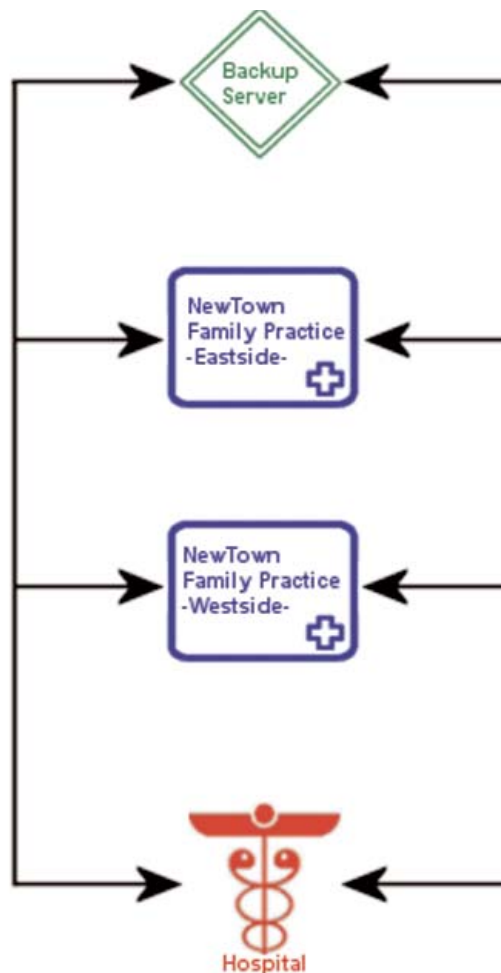 Backup
Server
NewTown
Family Practice
-Eastside-
NewTown
Family Practice
-Westside-
Hospital